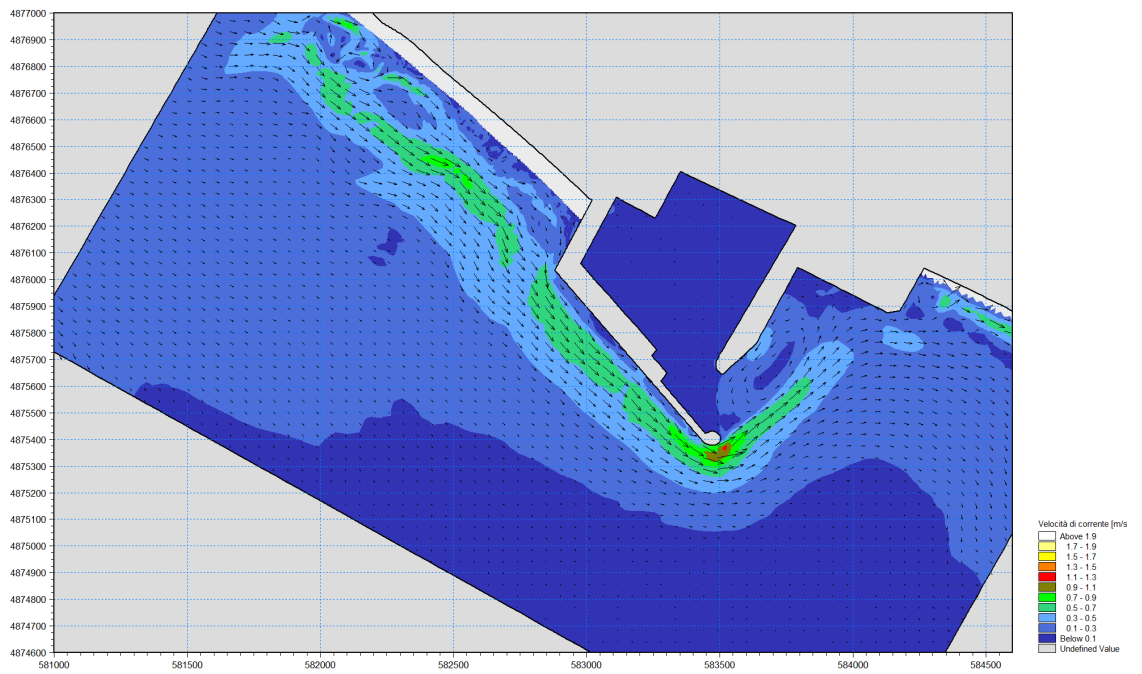 4877000
4876900
4876800
4876700
4876600
4876500
4876400
4876300
4876200
4876100
4876000
4875900
4875800
4875700
4875600
4875500
4875400
4875300
4875200
4875100
4875000
4874900
4874800
4874700
4874600
581000 581500 582000 582500 583000 583500 584000 584500
Velocità di corrente [m/s
Above 1.9
1.7 - 1.9
1.5 - 1.7
1.3 - 1.5
1.1 - 1.3
0.9 - 1.1
0.7 - 0.9
0.5 - 0.7
0.3 - 0.5
0.1 - 0.3
Below 0.1
Undefined Value